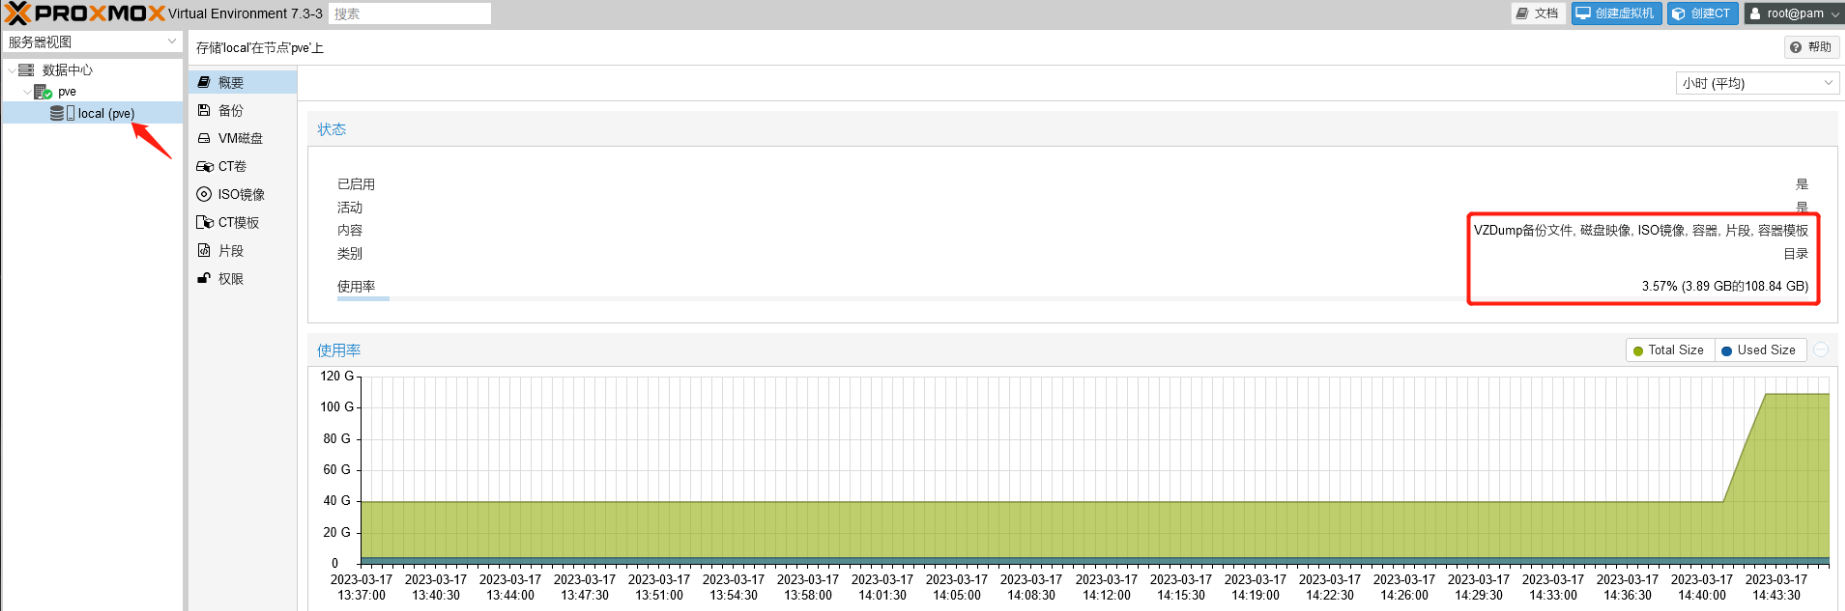 PROXMOX Virtual Environment 7.3-3 搜索 文档 创建虚拟机 创建CT root@pam
服务器视图
存储'local'在节点'pve'上 帮助
数据中心
pve
local (pve)
概要
备份
VM磁盘
CT卷
ISO镜像
CT模板
片段
权限
小时 (平均)
状态
已启用 是
活动 是
内容 VZDump备份文件, 磁盘映像, ISO镜像, 容器, 片段, 容器模板
类别 目录
使用率 3.57% (3.89 GB的108.84 GB)
使用率 Total Size Used Size
120 G
100 G
80 G
60 G
40 G
20 G
0
2023-03-17 2023-03-17 2023-03-17 2023-03-17 2023-03-17 2023-03-17 2023-03-17 2023-03-17 2023-03-17 2023-03-17 2023-03-17 2023-03-17 2023-03-17 2023-03-17 2023-03-17 2023-03-17 2023-03-17 2023-03-17 2023-03-17 2023-03-17
13:37:00 13:40:30 13:44:00 13:47:30 13:51:00 13:54:30 13:58:00 14:01:30 14:05:00 14:08:30 14:12:00 14:15:30 14:19:00 14:22:30 14:26:00 14:29:30 14:33:00 14:36:30 14:40:00 14:43:30